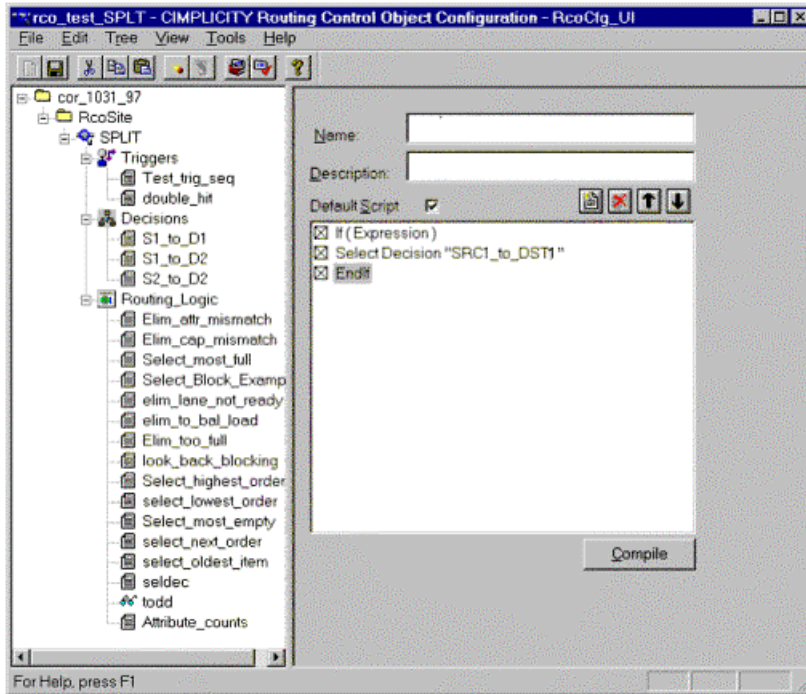 rco_test_SPLT - CIMPLICITY Routing Control Object Configuration - RcoCfg_UI
File Edit Tree View Tools Help
cor_1031_97
RcoSite
SPLIT
Triggers
Test_trig_seq
double_hit
Decisions
S1_to_D1
S1_to_D2
S2_to_D2
Routing_Logic
Elim_attr_mismatch
Elim_cap_mismatch
Select_most_full
Select_Block_Examp
elim_lane_not_ready
elim_to_bal_load
Elim_too_full
look_back_blocking
Select_highest_order
select_lowest_order
Select_most_empty
select_next_order
select_oldest_item
seldec
todd
Attribute_counts
Name:
Description:
Default Script
If ( Expression )
Select Decision "SRC1_to_DST1"
EndIf
Compile
For Help, press F1